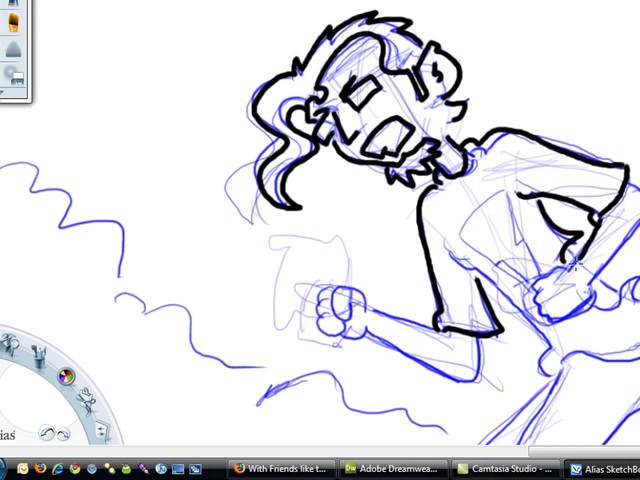 ias
With Friends like t...
Adobe Dreamwea...
Camtasia Studio - ...
Alias SketchBo